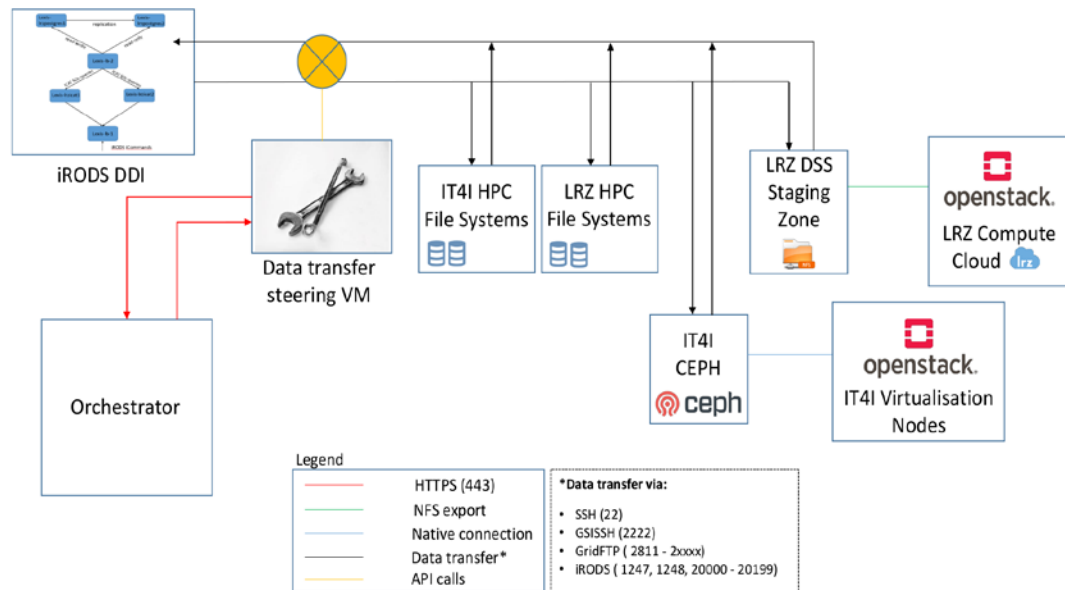 replication
iRODS iCommands
iRODS DDI
Data transfer
steering VM
IT4I HPC
File Systems
LRZ HPC
File Systems
LRZ DSS
Staging
Zone
openstack.
LRZ Compute
Cloud lrz
Orchestrator
IT4I
CEPH
ceph
openstack.
IT4I Virtualisation
Nodes
Legend
HTTPS (443)
NFS export
Native connection
Data transfer*
API calls
*Data transfer via:
• SSH (22)
• GSISSH (2222)
• GridFTP ( 2811 - 2xxxx)
• iRODS ( 1247, 1248, 20000 - 20199)